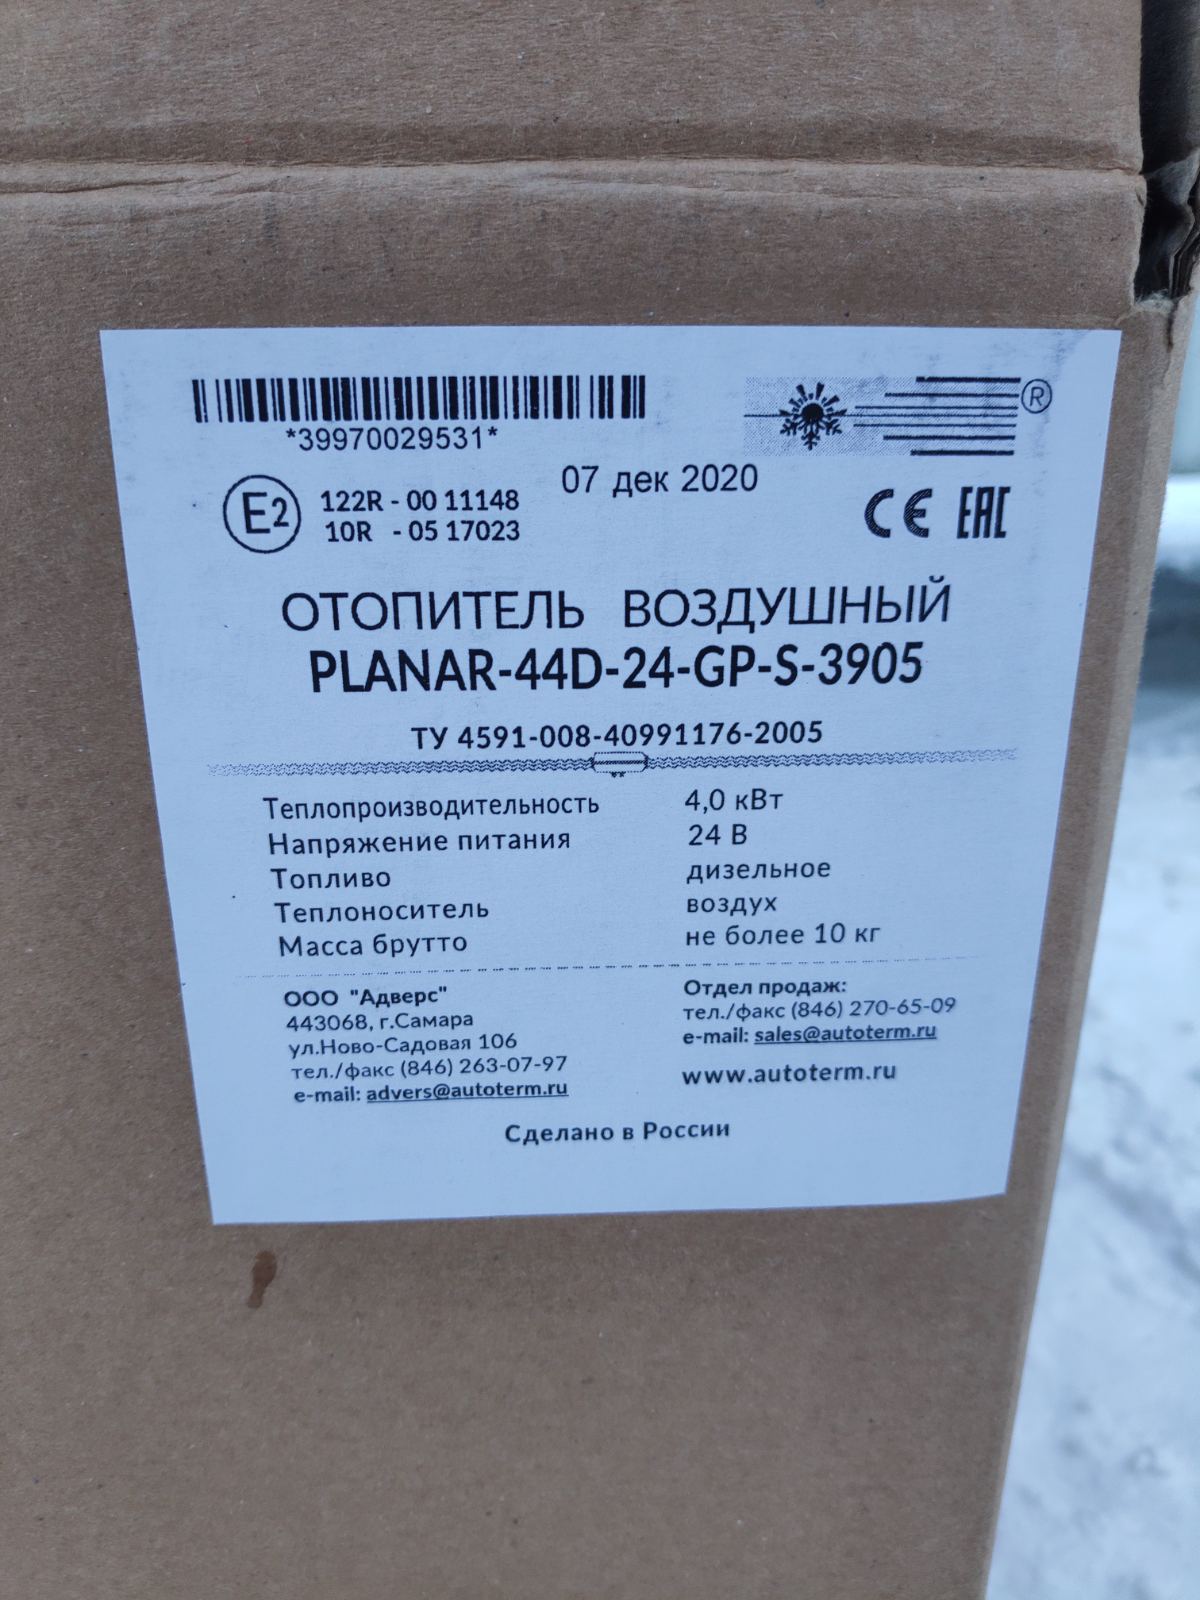 *39970029531*
®
07 дек 2020
E2
122R - 00 11148
10R - 05 17023
CE EAC
ОТОПИТЕЛЬ ВОЗДУШНЫЙ
PLANAR-44D-24-GP-S-3905
ТУ 4591-008-40991176-2005
Теплопроизводительность 4,0 кВт
Напряжение питания 24 В
Топливо дизельное
Теплоноситель воздух
Масса брутто не более 10 кг
ООО "Адверс"
443068, г.Самара
ул.Ново-Садовая 106
тел./факс (846) 263-07-97
e-mail: advers@autoterm.ru
Отдел продаж:
тел./факс (846) 270-65-09
e-mail: sales@autoterm.ru
www.autoterm.ru
Сделано в России